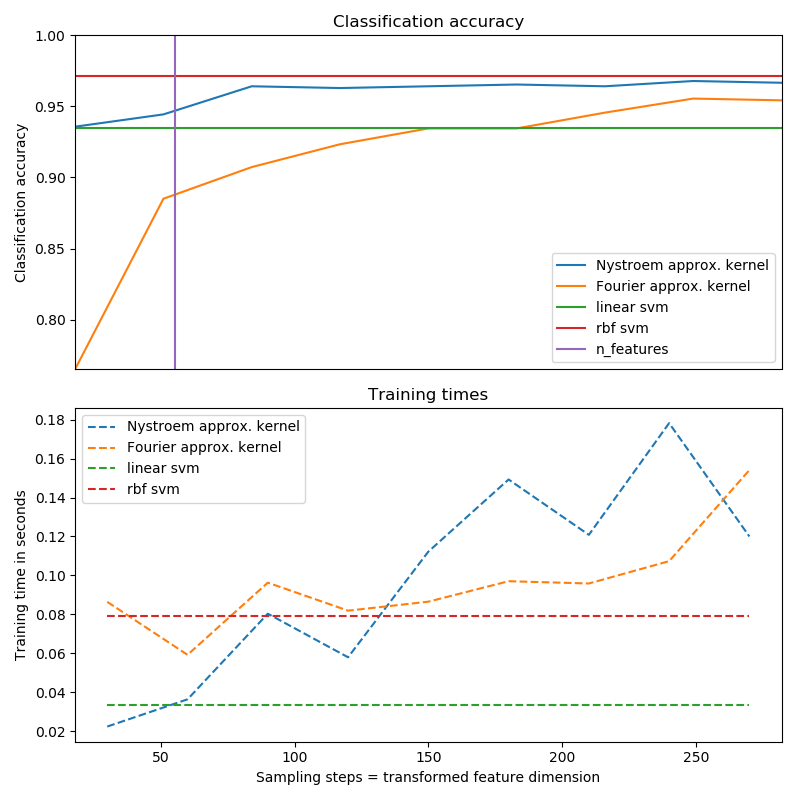 Classification accuracy
1.00
0.95
0.90
0.85
0.80
Classification accuracy
Nystroem approx. kernel
Fourier approx. kernel
linear svm
rbf svm
n_features
Training times
0.18
0.16
0.14
0.12
0.10
0.08
0.06
0.04
0.02
Training time in seconds
Nystroem approx. kernel
Fourier approx. kernel
linear svm
rbf svm
50
100
150
200
250
Sampling steps = transformed feature dimension